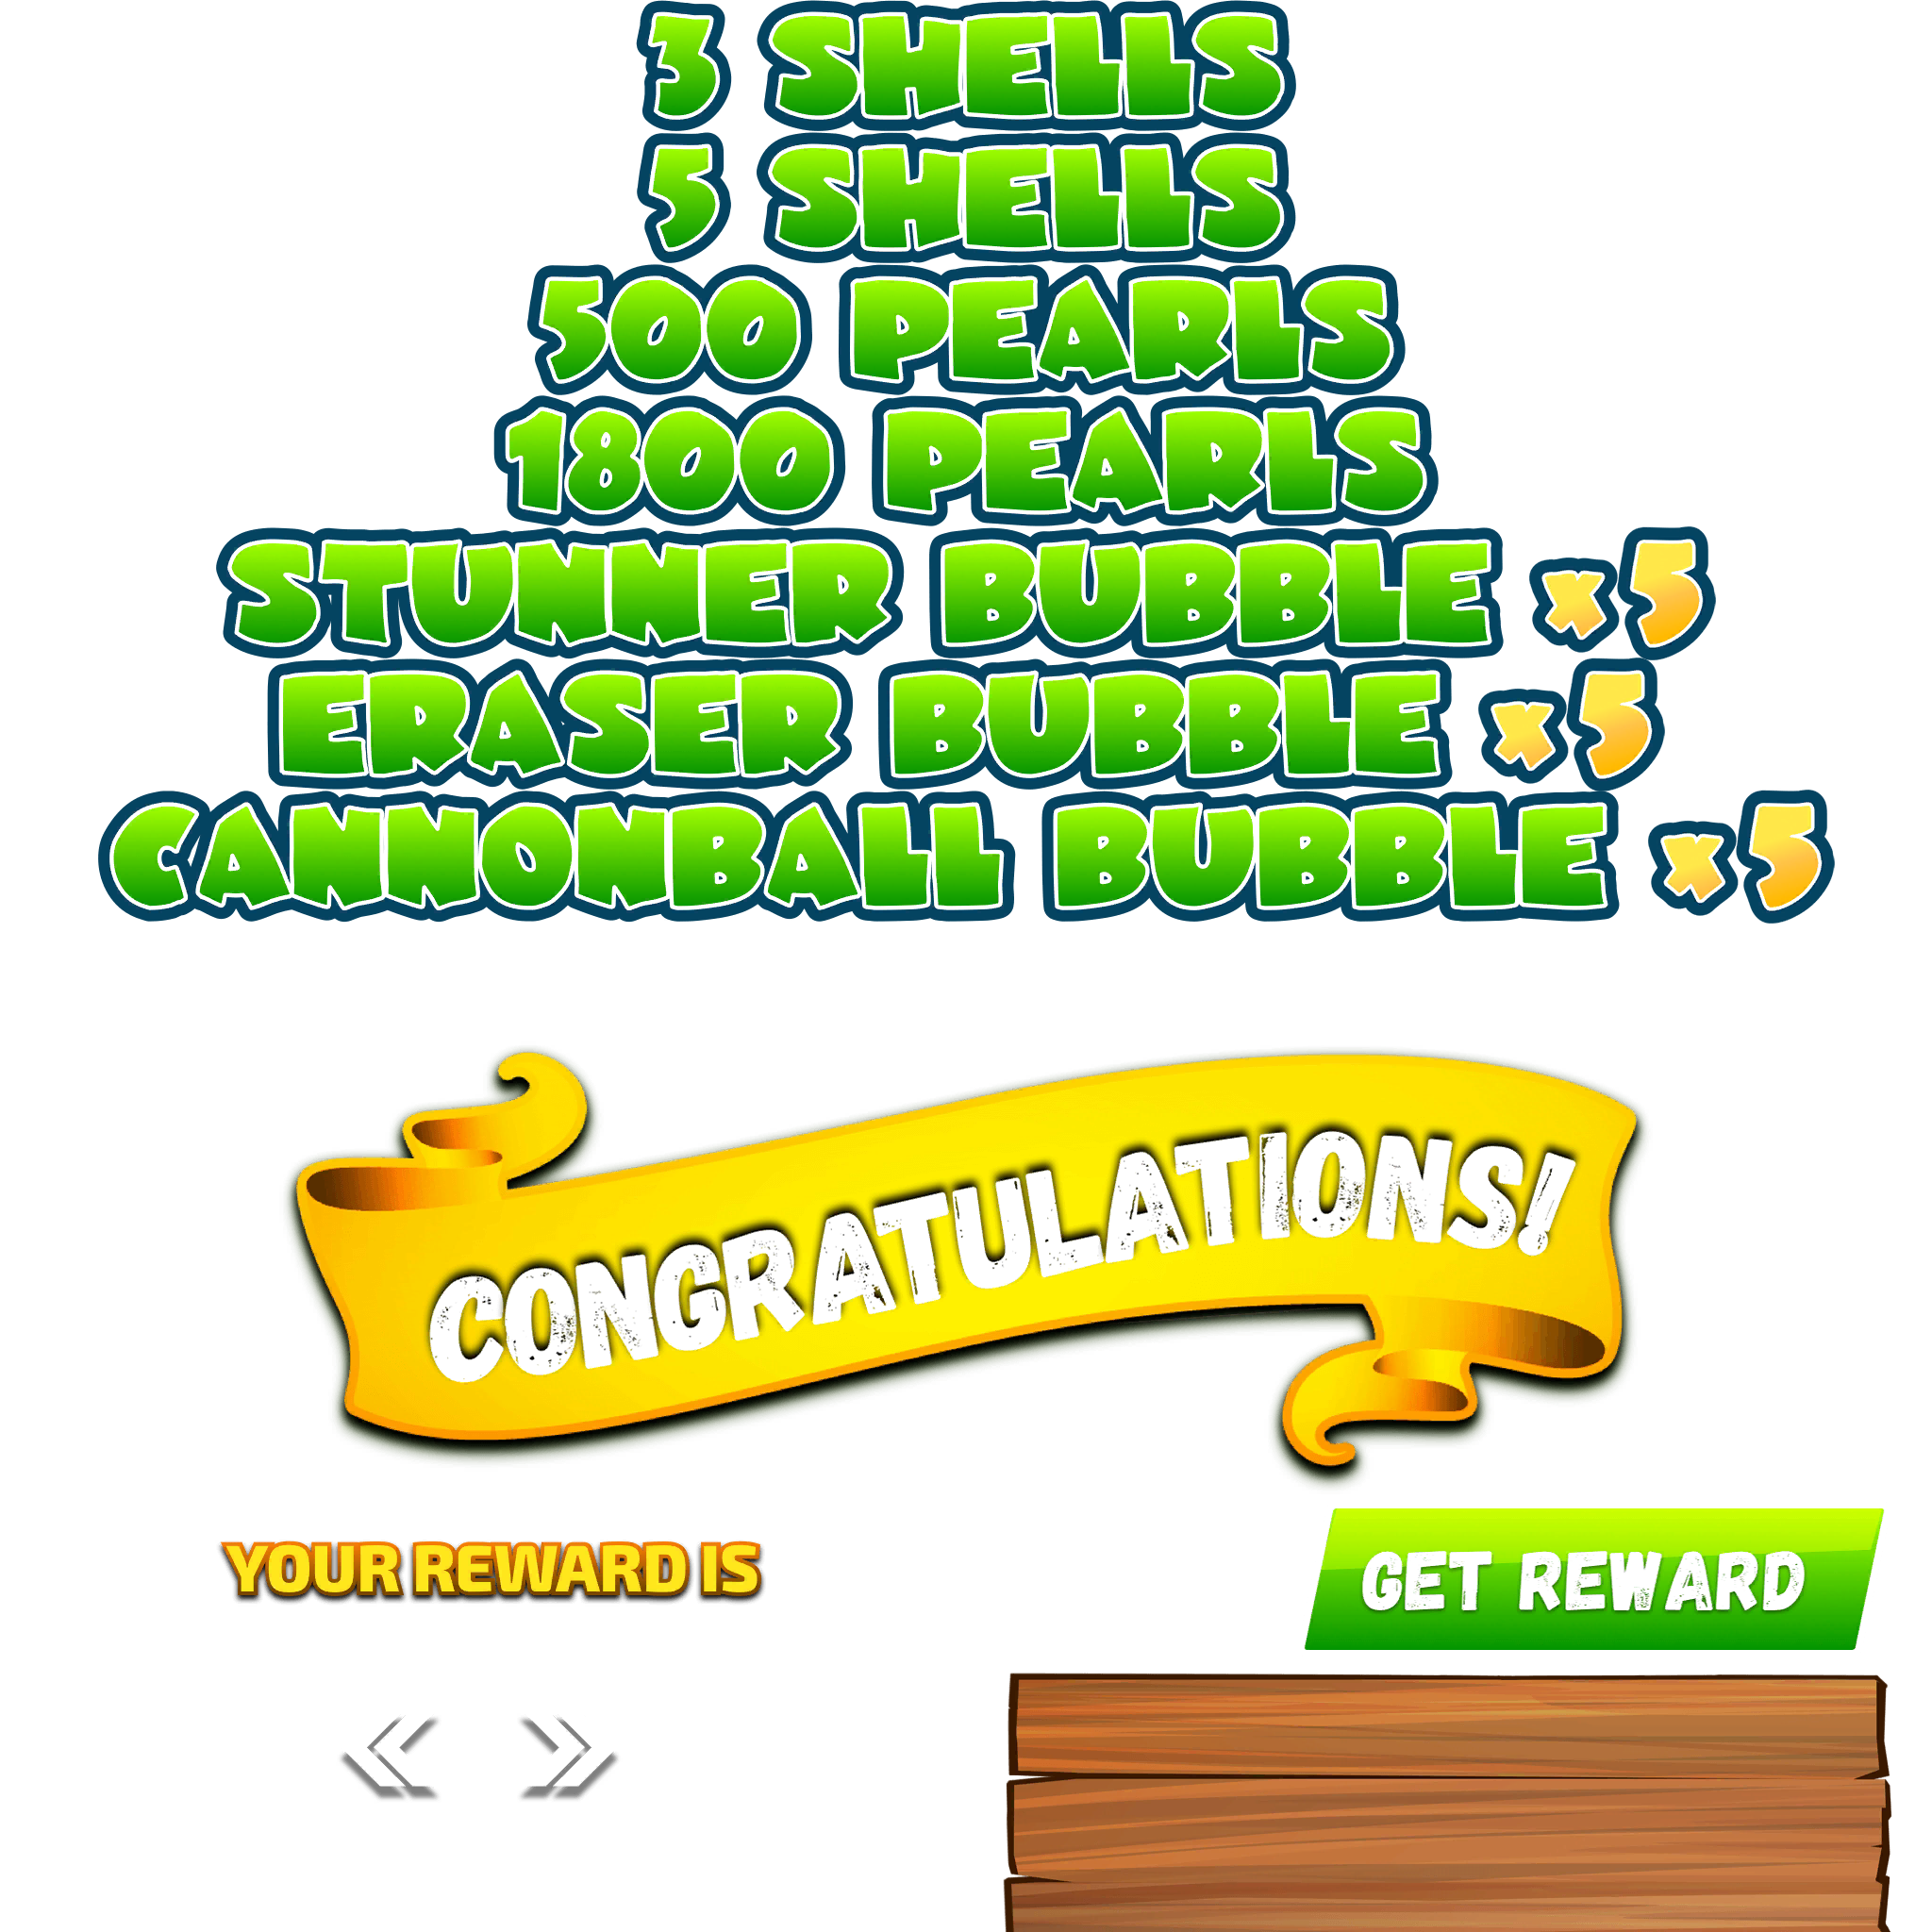 3 SHELLS
5 SHELLS
500 PEARLS
1800 PEARLS
STUNNER BUBBLE x5
ERASER BUBBLE x5
CANNONBALL BUBBLE x5
CONGRATULATIONS!
YOUR REWARD IS
GET REWARD